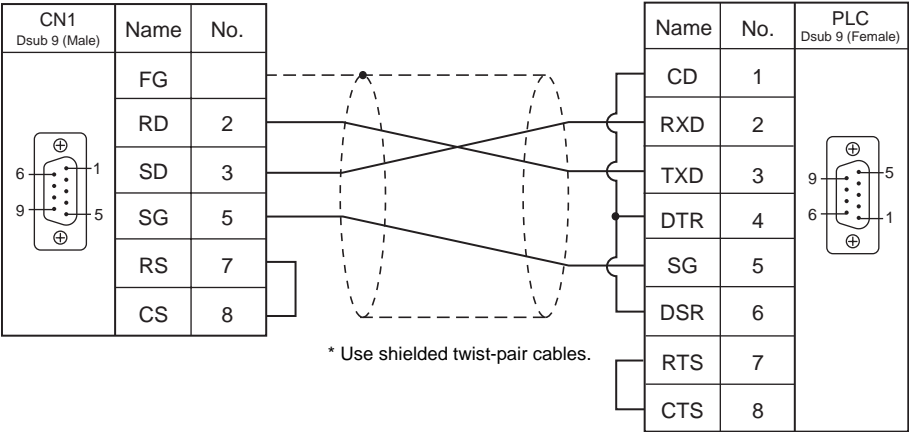 CN1
Dsub 9 (Male)
Name No.
FG
RD 2
SD 3
SG 5
RS 7
CS 8
6
1
9
5
* Use shielded twist-pair cables.
Name No.
PLC
Dsub 9 (Female)
CD 1
RXD 2
TXD 3
DTR 4
SG 5
DSR 6
RTS 7
CTS 8
9
5
6
1